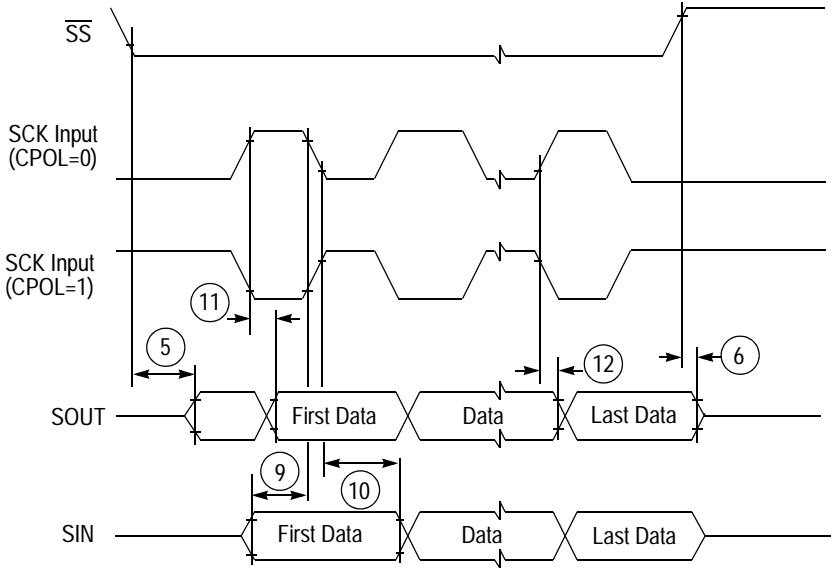 SS
SCK Input
(CPOL=0)
SCK Input
(CPOL=1)
11
5
12
6
SOUT
First Data
Data
Last Data
9
10
SIN
First Data
Data
Last Data